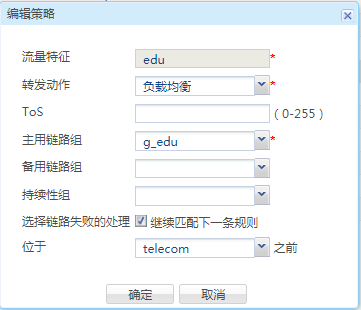 编辑策略
流量特征 edu *
转发动作 负载均衡 *
ToS ( 0-255 )
主用链路组 g_edu *
备用链路组
持续性组
选择链路失败的处理 继续匹配下一条规则
位于 telecom 之前
确定 取消